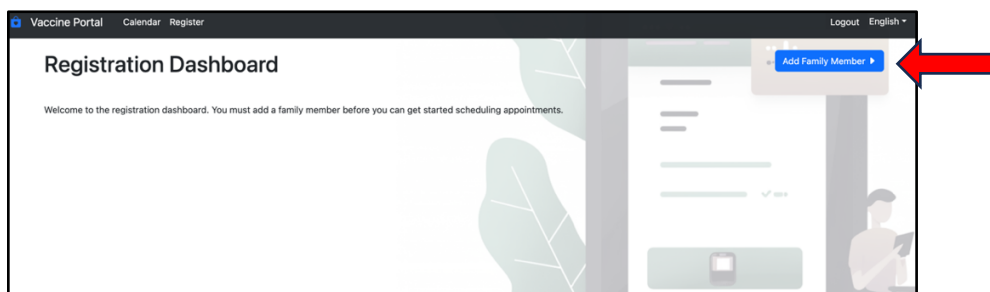 Vaccine Portal Calendar Register Logout English
Registration Dashboard
Add Family Member
Welcome to the registration dashboard. You must add a family member before you can get started scheduling appointments.